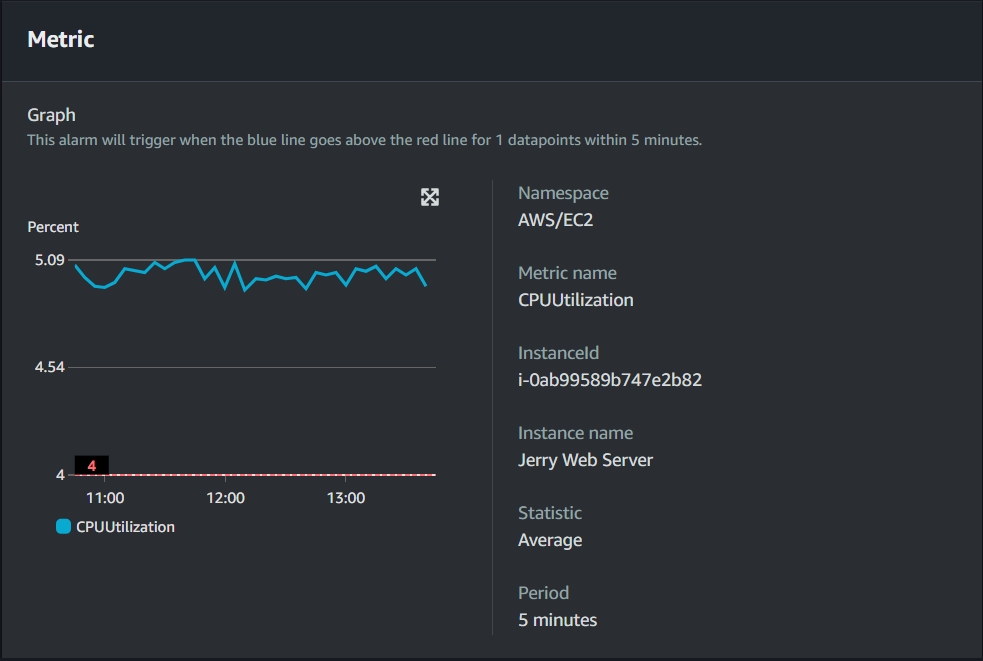 Metric
Graph
This alarm will trigger when the blue line goes above the red line for 1 datapoints within 5 minutes.
Percent
5.09
4.54
4
4
11:00 12:00 13:00
CPUUtilization
Namespace
AWS/EC2
Metric name
CPUUtilization
InstanceId
i-0ab99589b747e2b82
Instance name
Jerry Web Server
Statistic
Average
Period
5 minutes